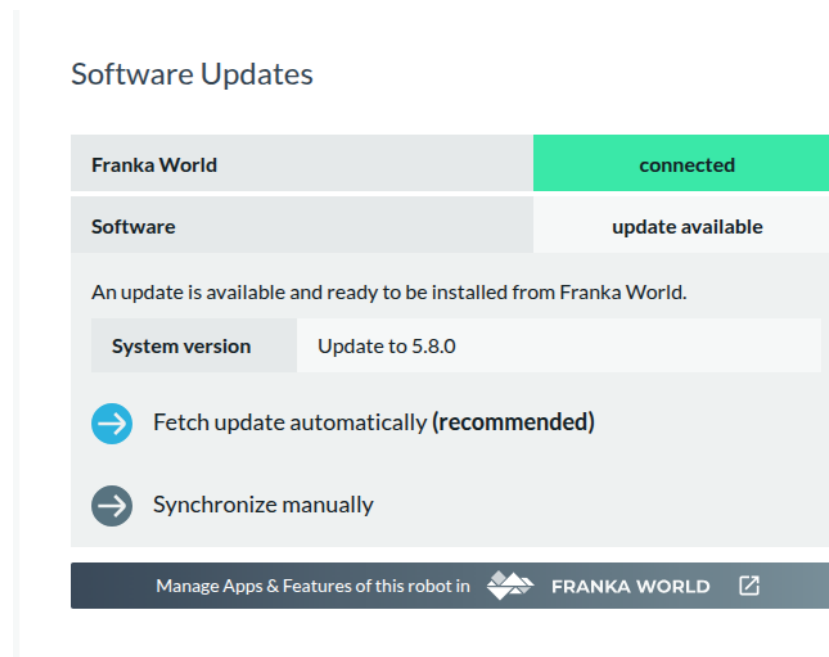 Software Updates
Franka World connected
Software update available
An update is available and ready to be installed from Franka World.
System version Update to 5.8.0
Fetch update automatically (recommended)
Synchronize manually
Manage Apps & Features of this robot in FRANKA WORLD